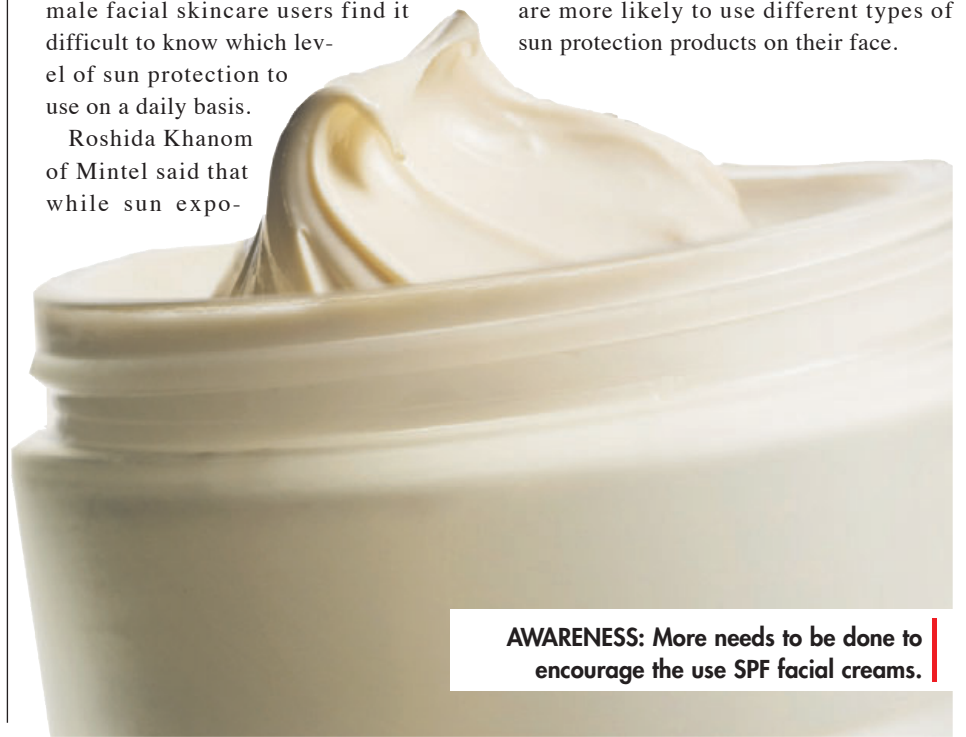 male facial skincare users find it
difficult to know which lev-
el of sun protection to
use on a daily basis.
Roshida Khanom
of Mintel said that
while sun expo-
are more likely to use different types of
sun protection products on their face.
AWARENESS: More needs to be done to
encourage the use SPF facial creams.